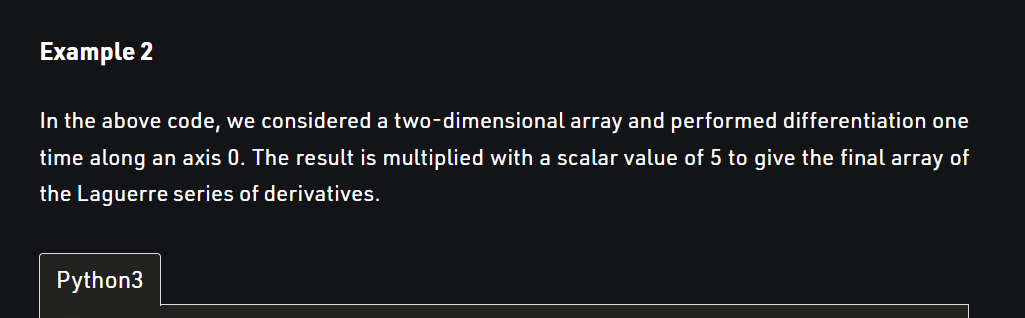 Example 2
In the above code, we considered a two-dimensional array and performed differentiation one
time along an axis 0. The result is multiplied with a scalar value of 5 to give the final array of
the Laguerre series of derivatives.
Python3